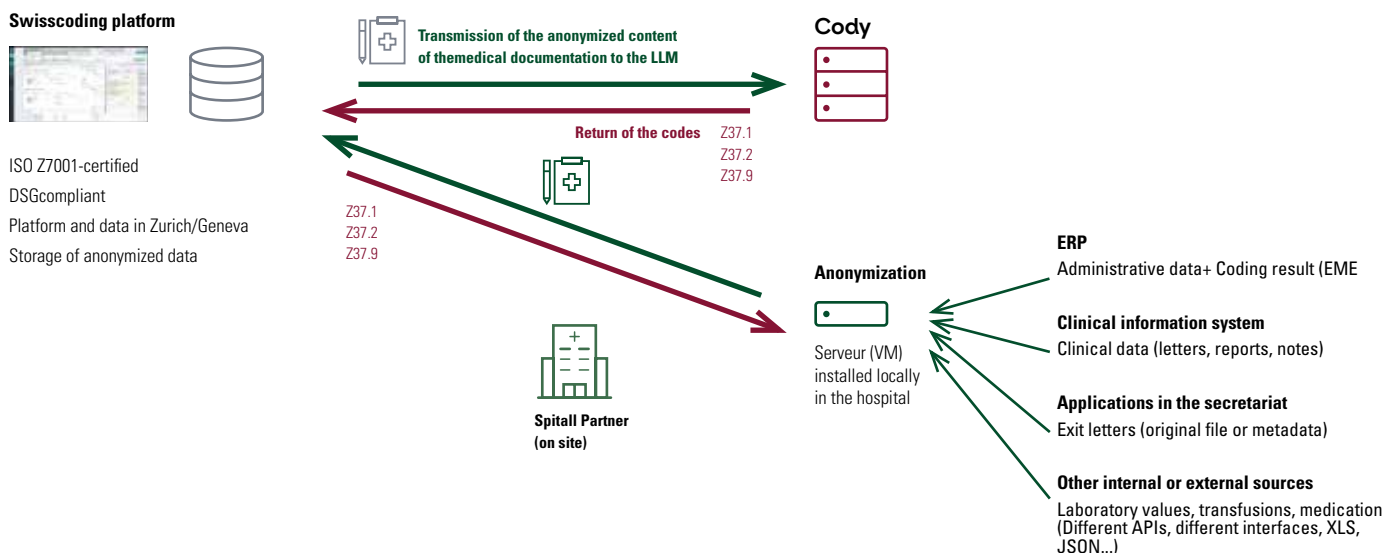 Swisscoding platform
Transmission of the anonymized content
of themedical documentation to the LLM
Cody
Return of the codes
Z37.1
Z37.2
Z37.9
ISO Z7001-certified
DSGcompliant
Platform and data in Zurich/Geneva
Storage of anonymized data
Z37.1
Z37.2
Z37.9
Spitall Partner
(on site)
Anonymization
Serveur (VM)
installed locally
in the hospital
ERP
Administrative data+ Coding result (EME
Clinical information system
Clinical data (letters, reports, notes)
Applications in the secretariat
Exit letters (original file or metadata)
Other internal or external sources
Laboratory values, transfusions, medication
(Different APIs, different interfaces, XLS,
JSON...)